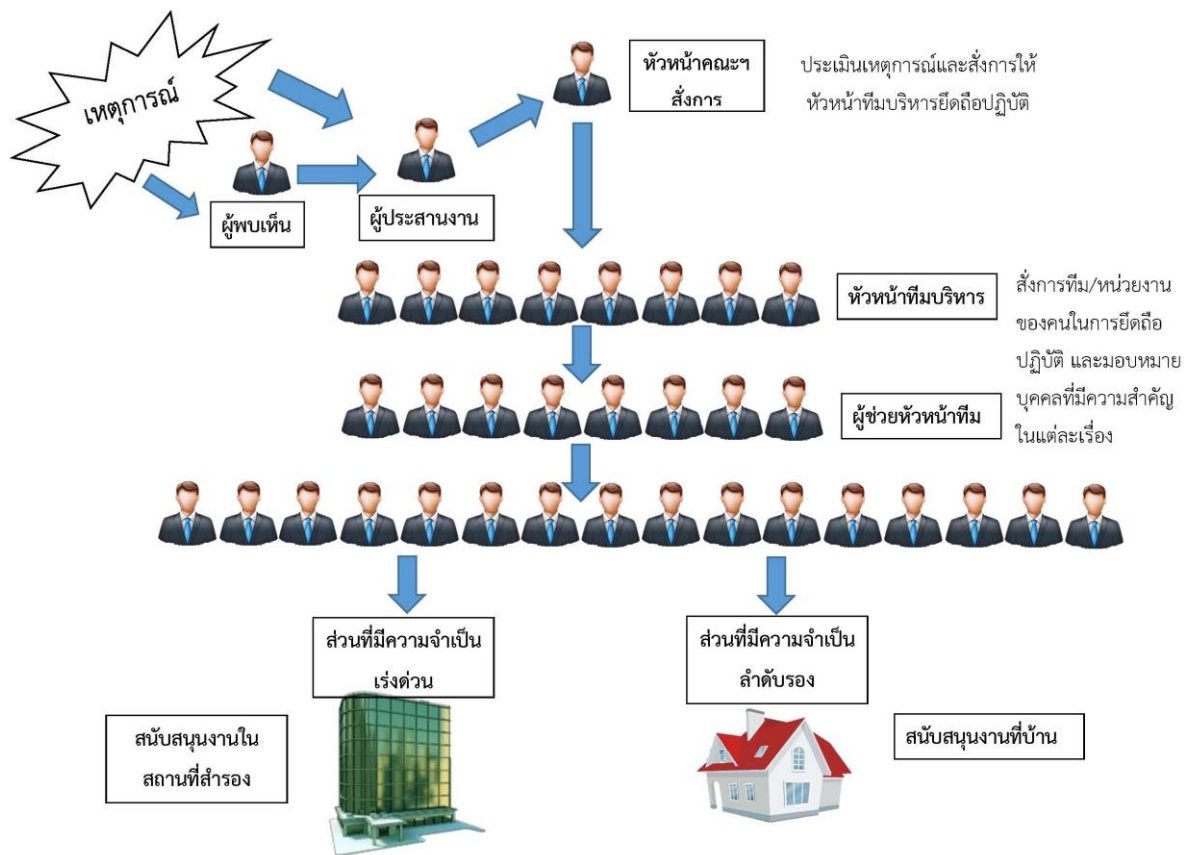 เหตุการณ์
หัวหน้าคณะฯ
สั่งการ
ประเมินเหตุการณ์และสั่งการให้
หัวหน้าทีมบริหารยึดถือปฏิบัติ
ผู้พบเห็น
ผู้ประสานงาน
หัวหน้าทีมบริหาร
สั่งการทีม/หน่วยงาน
ของคนในการยึดถือ
ปฏิบัติ และมอบหมาย
บุคคลที่มีความสำคัญ
ในแต่ละเรื่อง
ผู้ช่วยหัวหน้าทีม
ส่วนที่มีความจำเป็น
เร่งด่วน
ส่วนที่มีความจำเป็น
ลำดับรอง
สนับสนุนงานใน
สถานที่สำรอง
สนับสนุนงานที่บ้าน